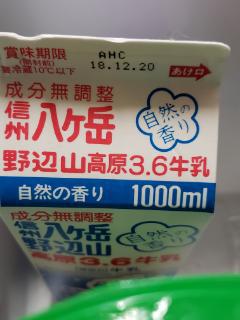 賞味期限
(開封前)
要冷蔵10℃以下
AHC
18.12.20
あけ口
成分無調整
信州 八ヶ岳
野辺山高原3.6牛乳
自然の香り
自然の香り
1000ml
成分無調整
信州 八ヶ岳
野辺山
高原3.6牛乳
自然の香り
牛乳